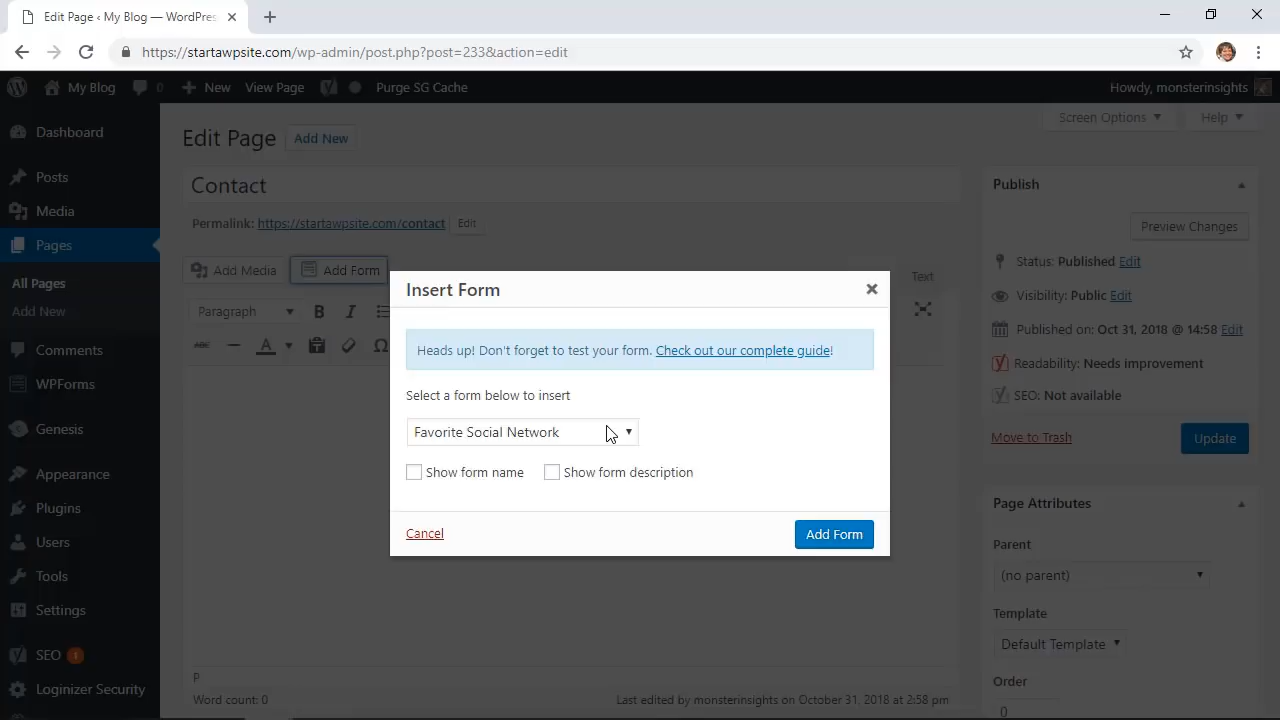 Edit Page ‹ My Blog — WordPres
https://startawpsite.com/wp-admin/post.php?post=233&action=edit
My Blog 0 New View Page Purge SG Cache Howdy, monsterinsights
Screen Options Help
Dashboard
Posts
Media
Pages
All Pages
Add New
Comments
WPForms
Genesis
Appearance
Plugins
Users
Tools
Settings
SEO 1
Loginizer Security
Edit Page Add New
Contact
Permalink: https://startawpsite.com/contact Edit
Add Media Add Form
Text
Paragraph B I
ABC A Ω
Insert Form
Heads up! Don't forget to test your form. Check out our complete guide!
Select a form below to insert
Favorite Social Network
Show form name Show form description
Cancel Add Form
P
Word count: 0 Last edited by monsterinsights on October 31, 2018 at 2:58 pm
Publish
Preview Changes
Status: Published Edit
Visibility: Public Edit
Published on: Oct 31, 2018 @ 14:58 Edit
Readability: Needs improvement
SEO: Not available
Move to Trash Update
Page Attributes
Parent
(no parent)
Template
Default Template
Order
0